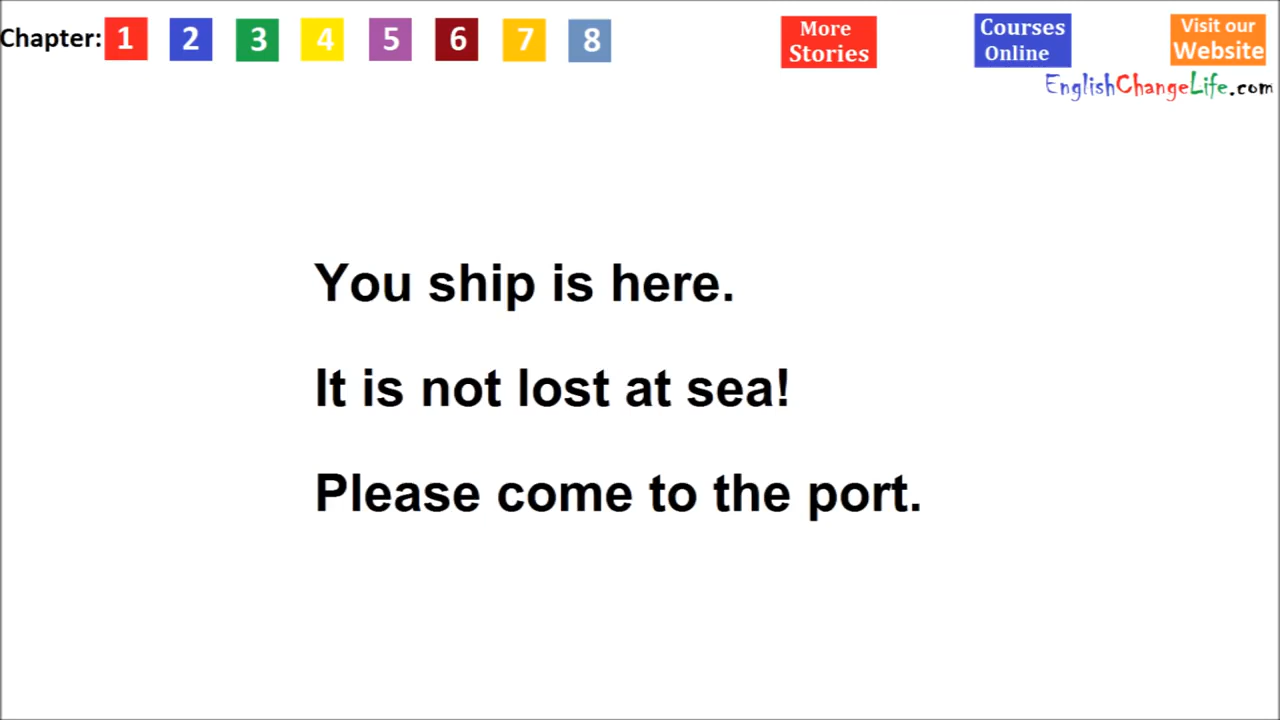 Chapter: 1 2 3 4 5 6 7 8
More
Stories
Courses
Online
Visit our
Website
EnglishChangeLife.com
You ship is here.
It is not lost at sea!
Please come to the port.